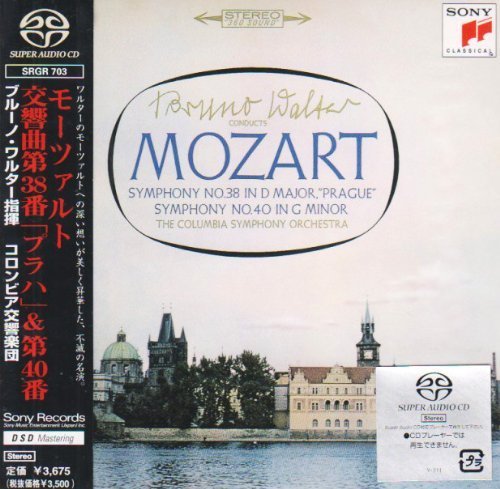 SUPER AUDIO CD
SRGR 703
ワルターのモーツァルトへの深い想いが美しく昇華した、不滅の名演。
モーツァルト
交響曲第38番「プラハ」&第40番
ブルーノ・ワルター指揮 コロンビア交響楽団
Sony Records
Sony Music Entertainment (Japan) Inc.
DSD Mastering
Stereo
定価 ¥3,675
(税抜価格¥3,500)
STEREO
"360 SOUND"
SONY
CLASSICAL
Bruno Walter
CONDUCTS
MOZART
SYMPHONY NO.38 IN D MAJOR,"PRAGUE"
SYMPHONY NO.40 IN G MINOR
THE COLUMBIA SYMPHONY ORCHESTRA
SUPER AUDIO CD
Stereo
●CDプレーヤーでは
再生できません。